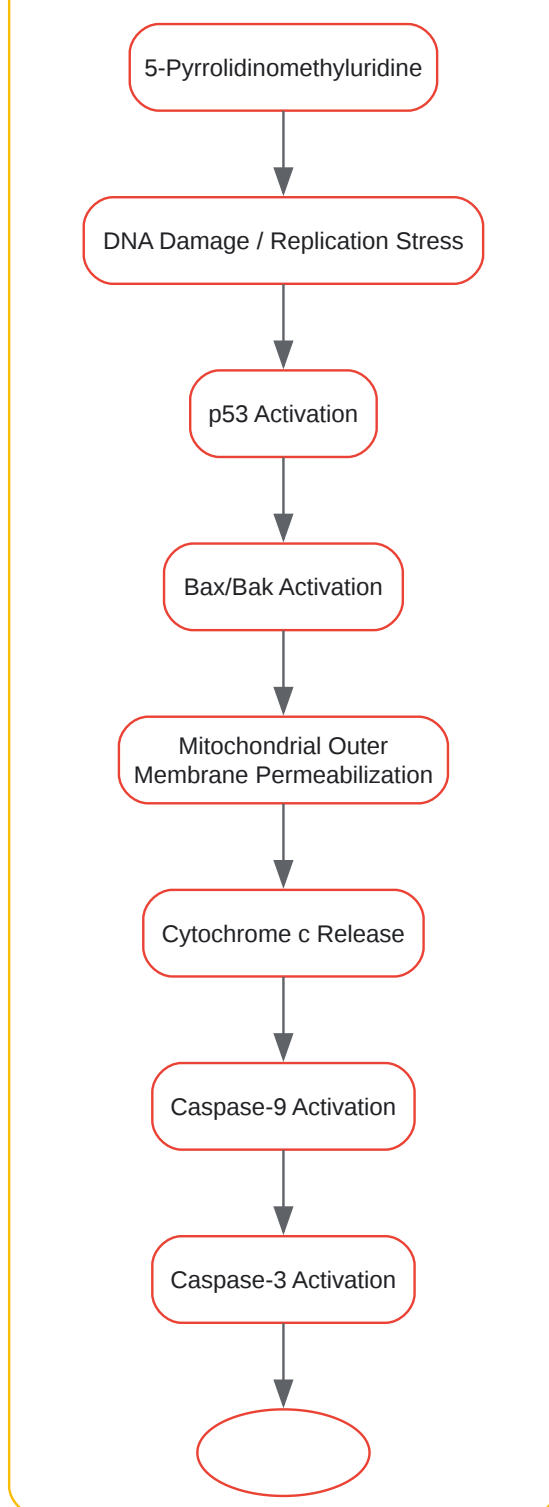 5-Pyrrolidinomethyluridine
DNA Damage / Replication Stress
p53 Activation
Bax/Bak Activation
Mitochondrial Outer
Membrane Permeabilization
Cytochrome c Release
Caspase-9 Activation
Caspase-3 Activation